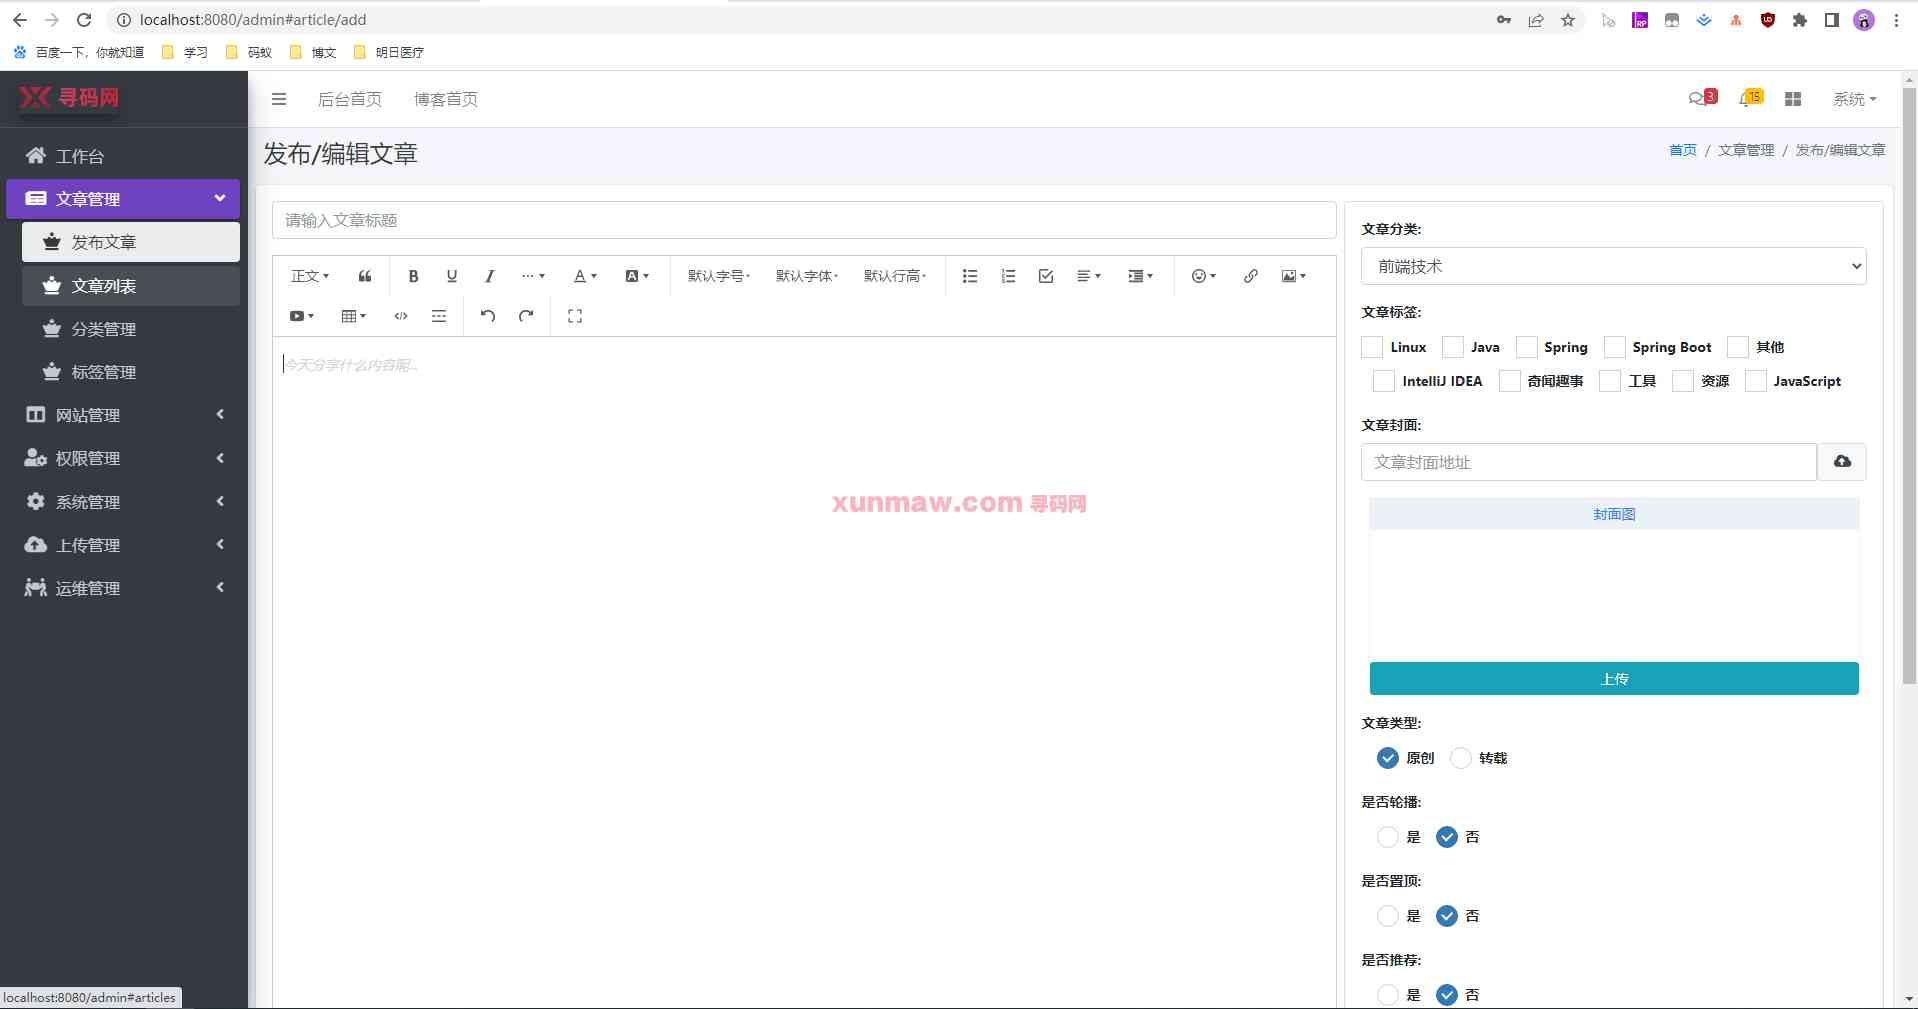 localhost:8080/admin#article/add
百度一下，你就知道 学习 码蚁 博文 明日医疗
寻码网
后台首页 博客首页 3 15 系统
发布/编辑文章
首页 / 文章管理 / 发布/编辑文章
工作台
文章管理
发布文章
文章列表
分类管理
标签管理
网站管理
权限管理
系统管理
上传管理
运维管理
请输入文章标题
正文 B U I ··· A A 默认字号 默认字体 默认行高
今天分享什么内容呢...
xunmaw.com 寻码网
文章分类:
前端技术
文章标签:
Linux Java Spring Spring Boot 其他
IntelliJ IDEA 奇闻趣事 工具 资源 JavaScript
文章封面:
文章封面地址
封面图
上传
文章类型:
原创 转载
是否轮播:
是 否
是否置顶:
是 否
是否推荐:
是 否
localhost:8080/admin#articles